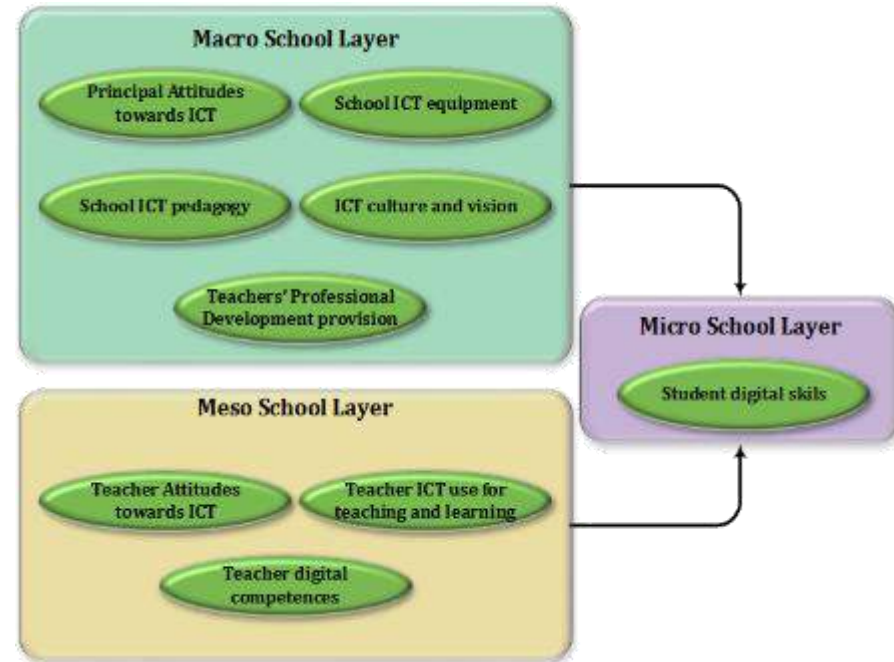 Macro School Layer
Principal Attitudes
towards ICT
School ICT equipment
School ICT pedagogy
ICT culture and vision
Teachers' Professional
Development provision
Micro School Layer
Student digital skils
Meso School Layer
Teacher Attitudes
towards ICT
Teacher ICT use for
teaching and learning
Teacher digital
competences